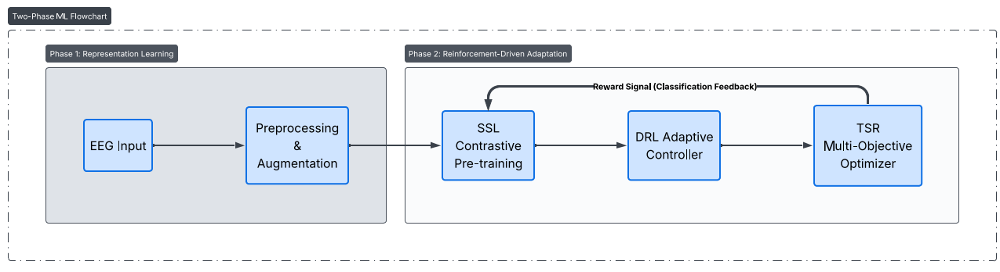 Two-Phase ML Flowchart
Phase 1: Representation Learning
Phase 2: Reinforcement-Driven Adaptation
Reward Signal (Classification Feedback)
EEG Input
Preprocessing
&
Augmentation
SSL
Contrastive
Pre-training
DRL Adaptive
Controller
TSR
Multi-Objective
Optimizer